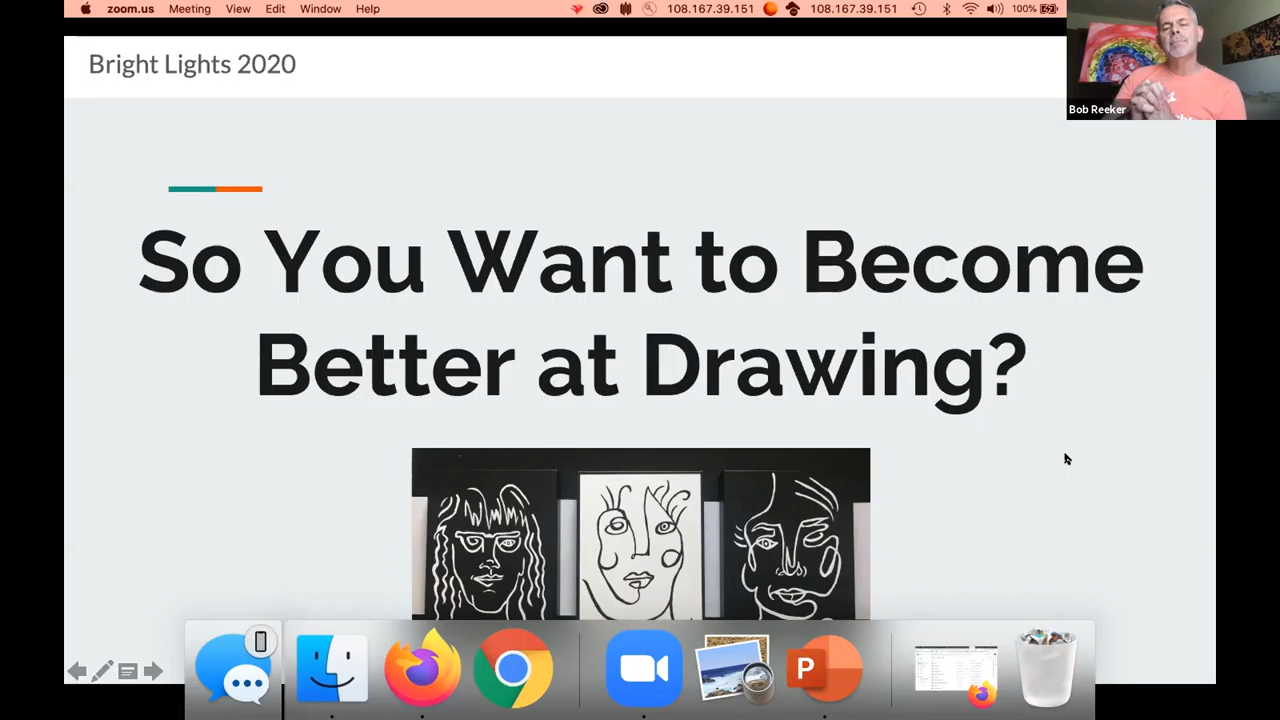 zoom.us Meeting View Edit Window Help 108.167.39.151 108.167.39.151 100%
Bright Lights 2020
Bob Reeker
So You Want to Become
Better at Drawing?
P